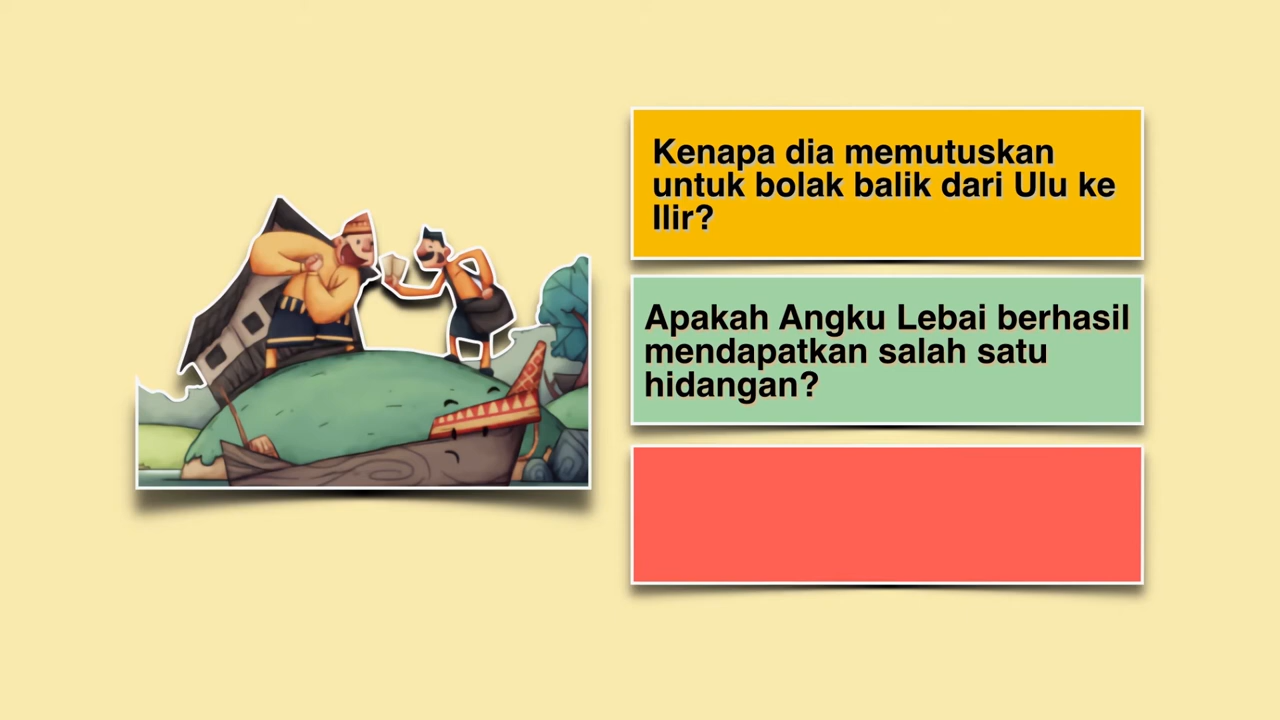 Kenapa dia memutuskan
untuk bolak balik dari Ulu ke
Ilir?
Apakah Angku Lebai berhasil
mendapatkan salah satu
hidangan?